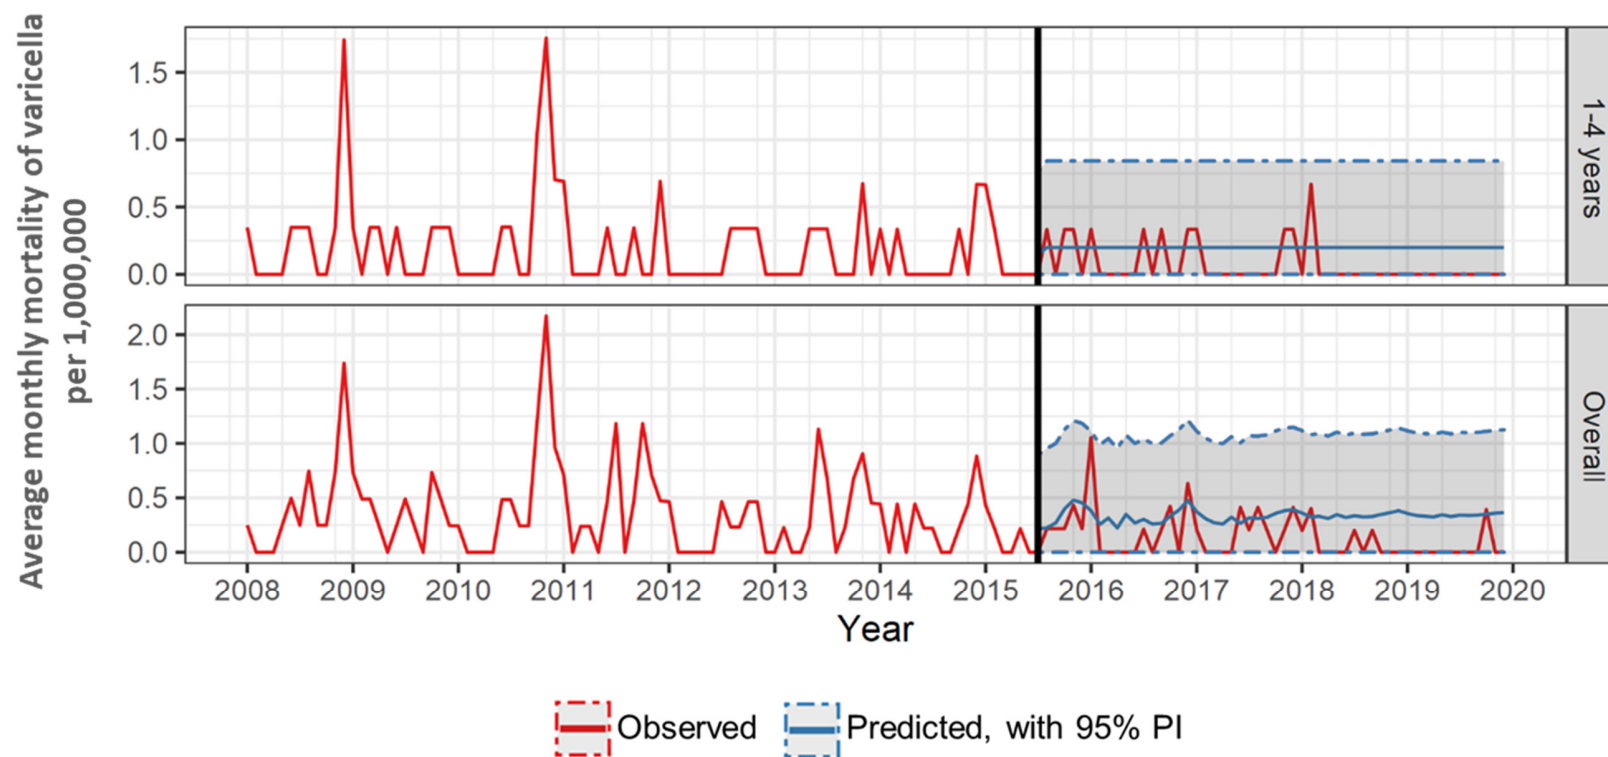 Average monthly mortality of varicella
per 1,000,000
1.5
1.0
0.5
0.0
1-4 years
2.0
1.5
1.0
0.5
0.0
Overall
2008 2009 2010 2011 2012 2013 2014 2015 2016 2017 2018 2019 2020
Year
Observed Predicted, with 95% PI